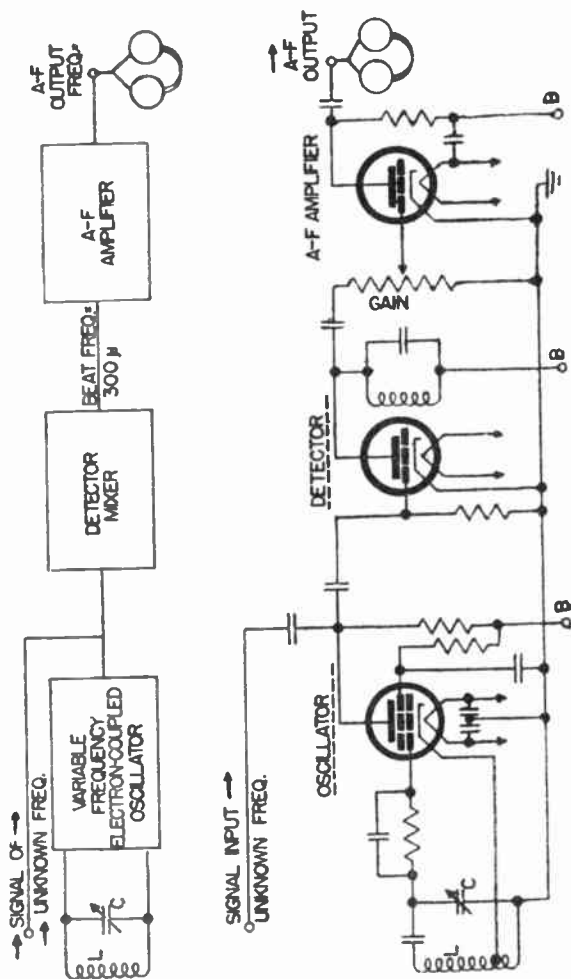 → SIGNAL OF →
→ UNKNOWN FREQ.
L
C
VARIABLE
FREQUENCY
ELECTRON-COUPLED
OSCILLATOR
DETECTOR
MIXER
BEAT FREQ.=
300
A-F
AMPLIFIER
A-F
OUTPUT
FREQ.=
SIGNAL INPUT →
UNKNOWN FREQ.
L
C
OSCILLATOR
B
DETECTOR
B
GAIN
A-F AMPLIFIER
B
→
A-F
OUTPUT